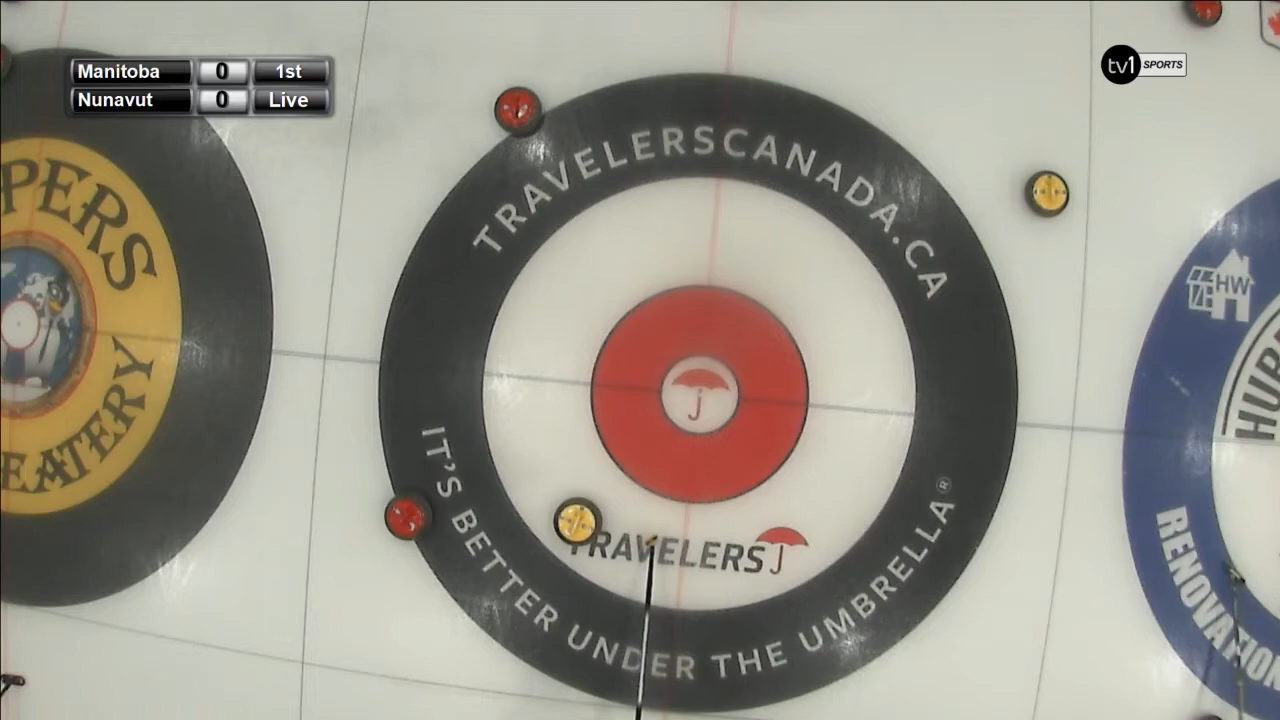 Manitoba 0 1st
Nunavut 0 Live
tv1 SPORTS
TRAVELERSCANADA.CA
IT'S BETTER UNDER THE UMBRELLA®
TRAVELERS
PERS
EATERY
HW
HURR
RENOVATION